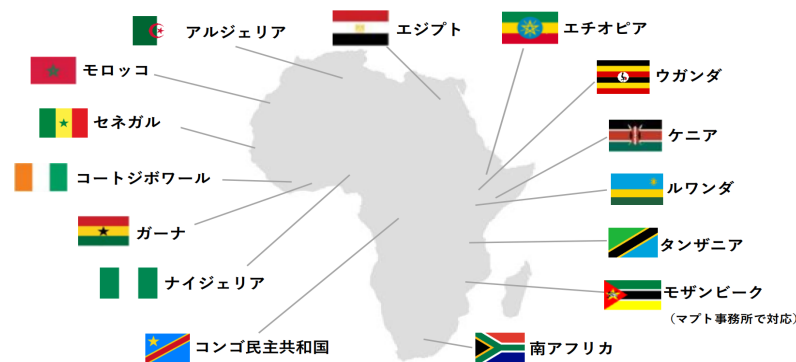 アルジェリア
エジプト
エチオピア
モロッコ
ウガンダ
セネガル
ケニア
コートジボワール
ルワンダ
ガーナ
タンザニア
ナイジェリア
モザンビーク
(マプト事務所で対応)
コンゴ民主共和国
南アフリカ